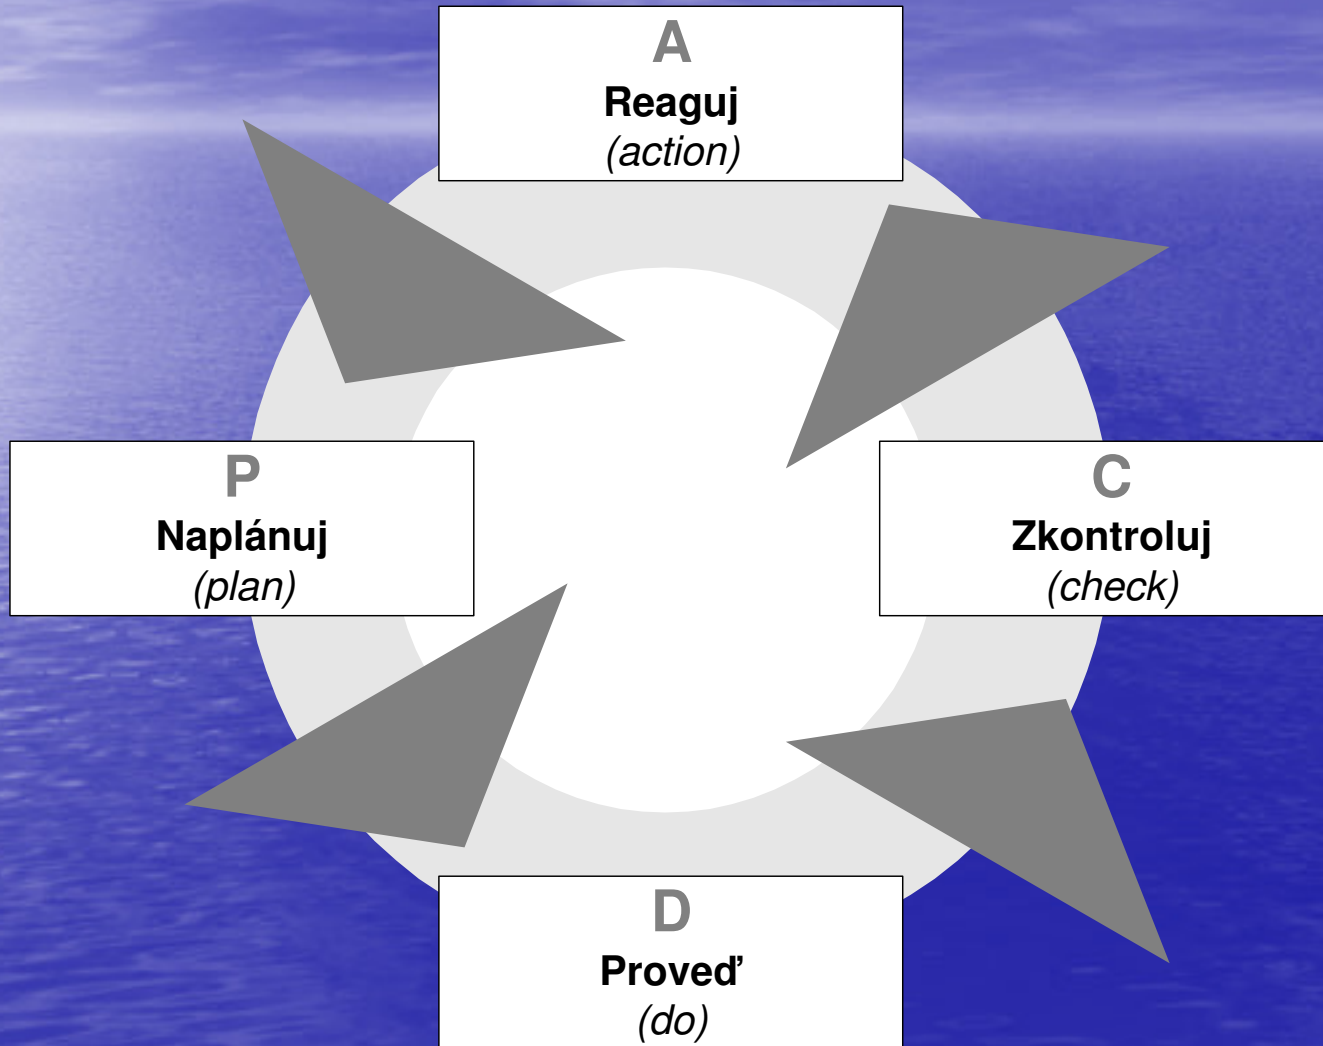 A
Reaguj
(action)
P
Naplánuj
(plan)
C
Zkontroluj
(check)
D
Proveď
(do)